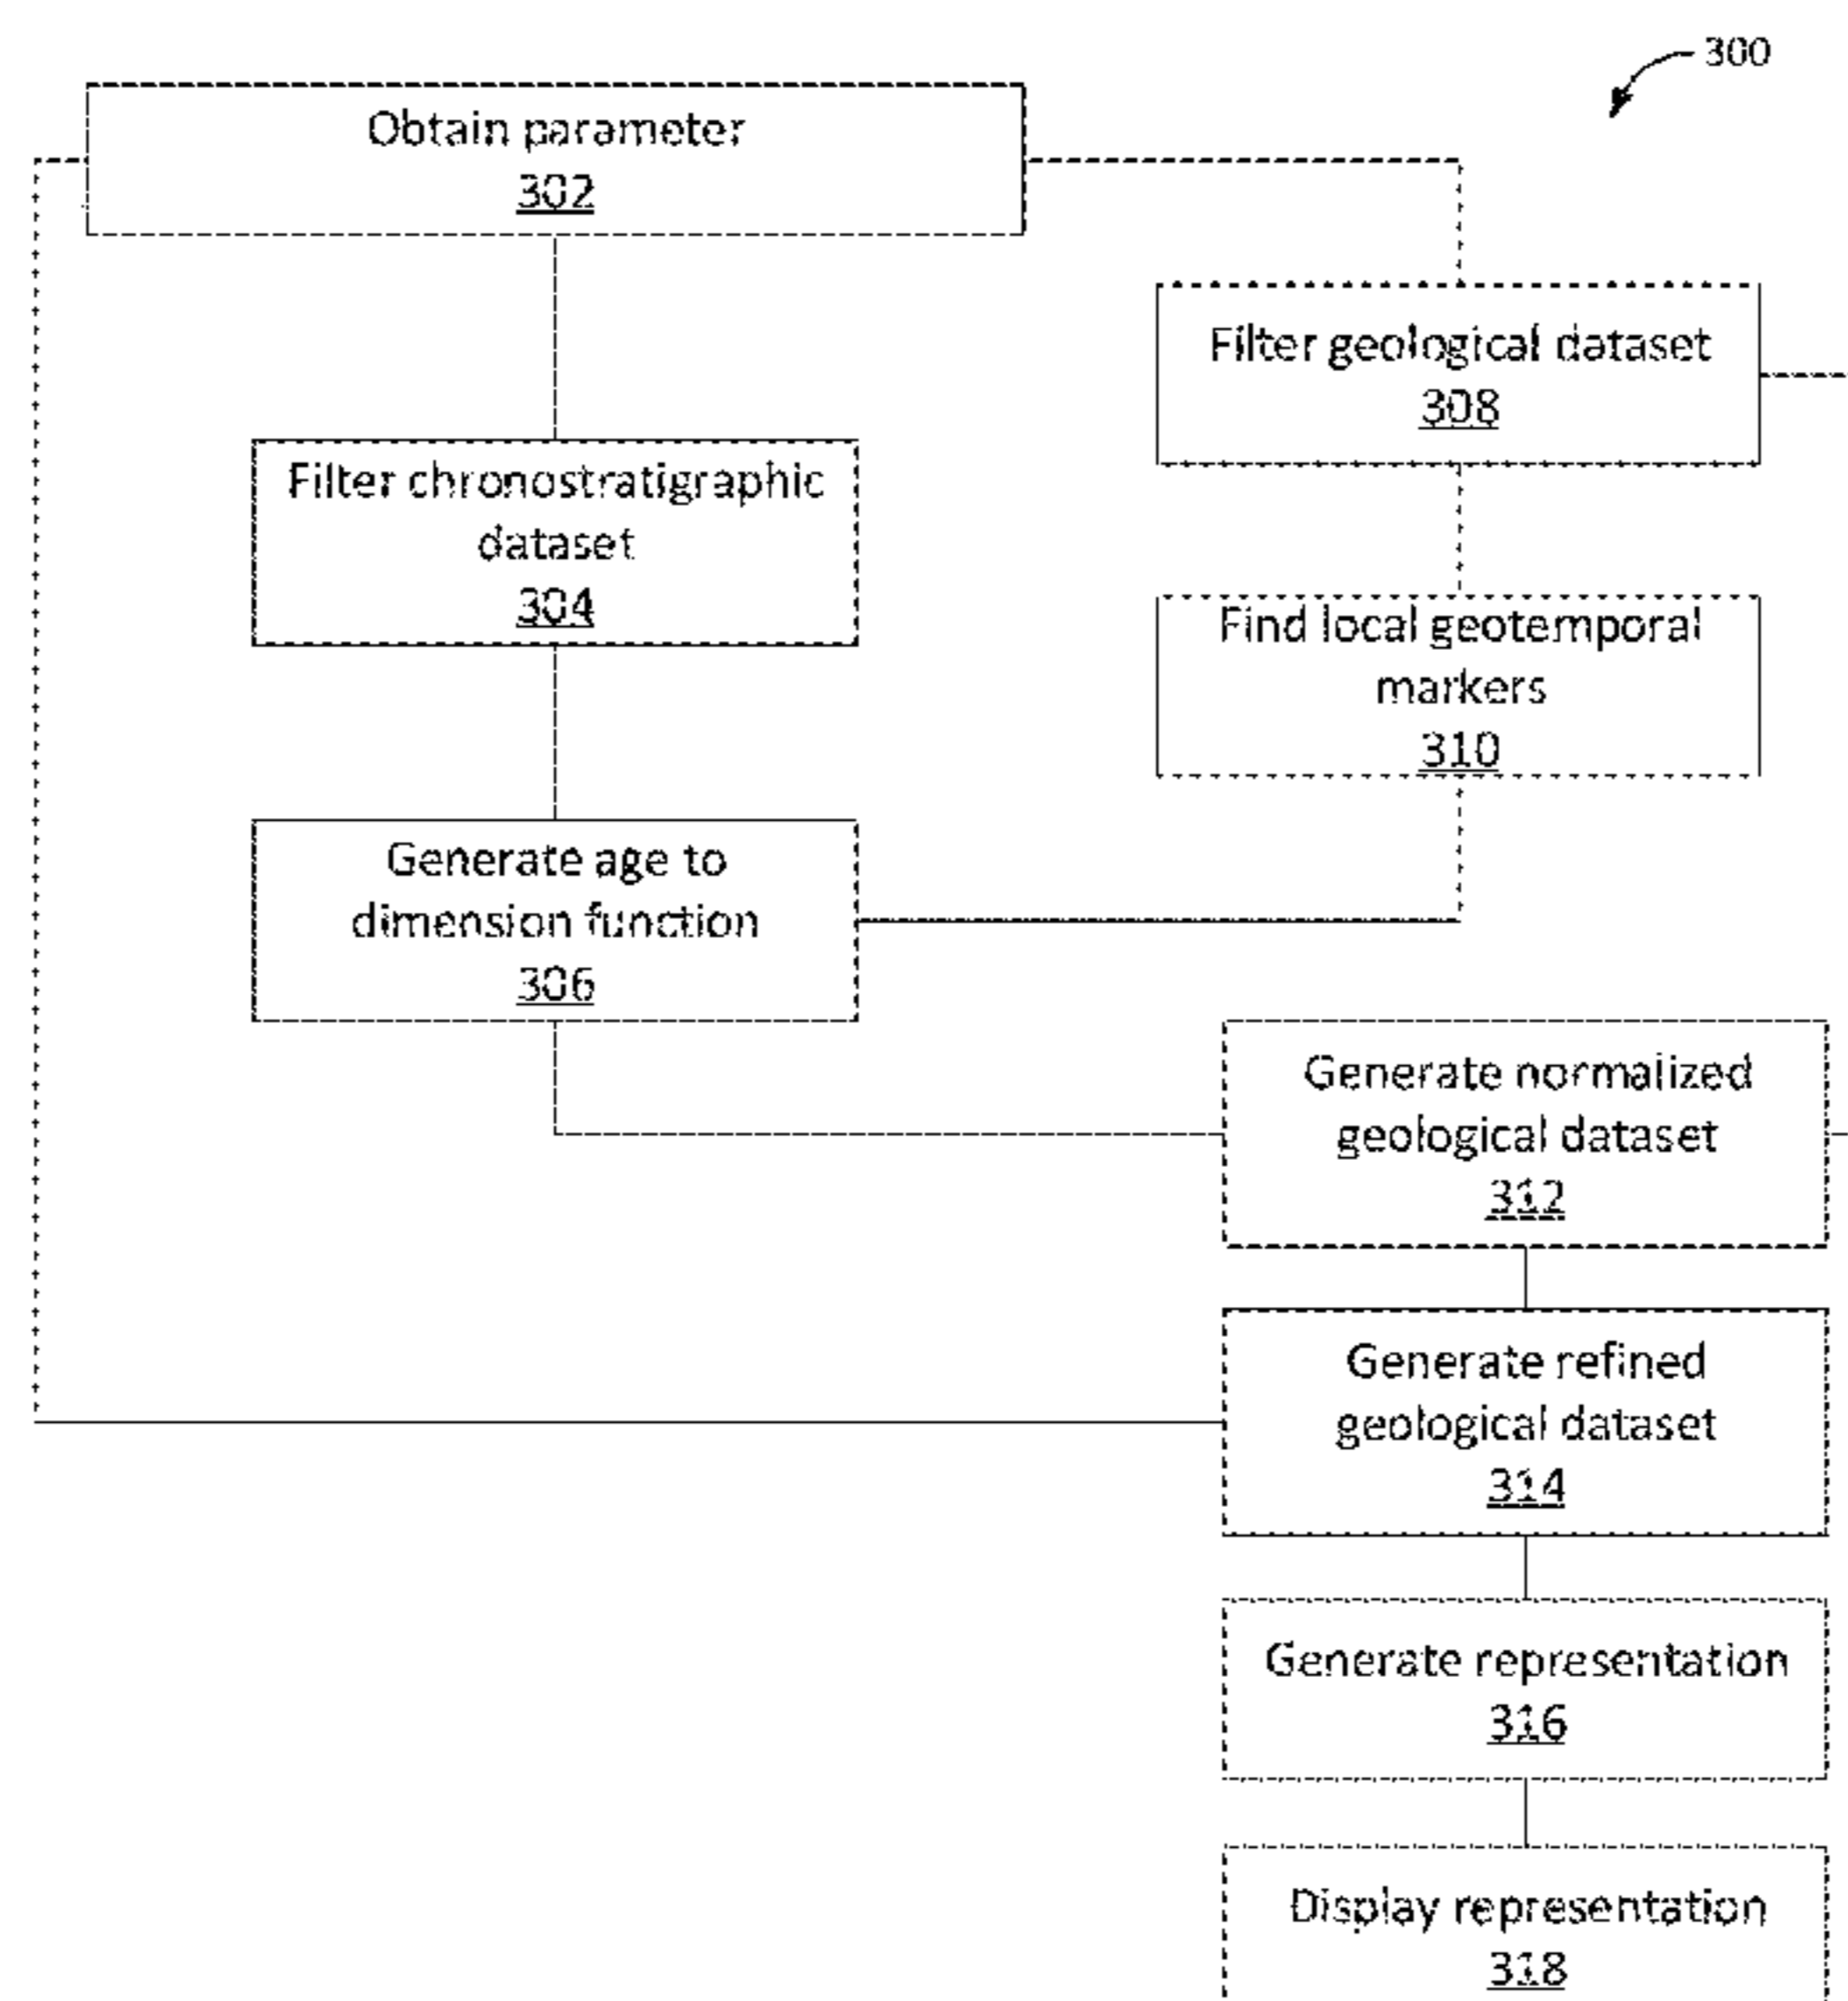 300
Obtain parameter
302
Filter geological dataset
308
Filter chronostratigraphic
dataset
304
Find local geotemporal
markers
310
Generate age to
dimension function
306
Generate normalized
geological dataset
312
Generate refined
geological dataset
314
Generate representation
316
Display representation
318